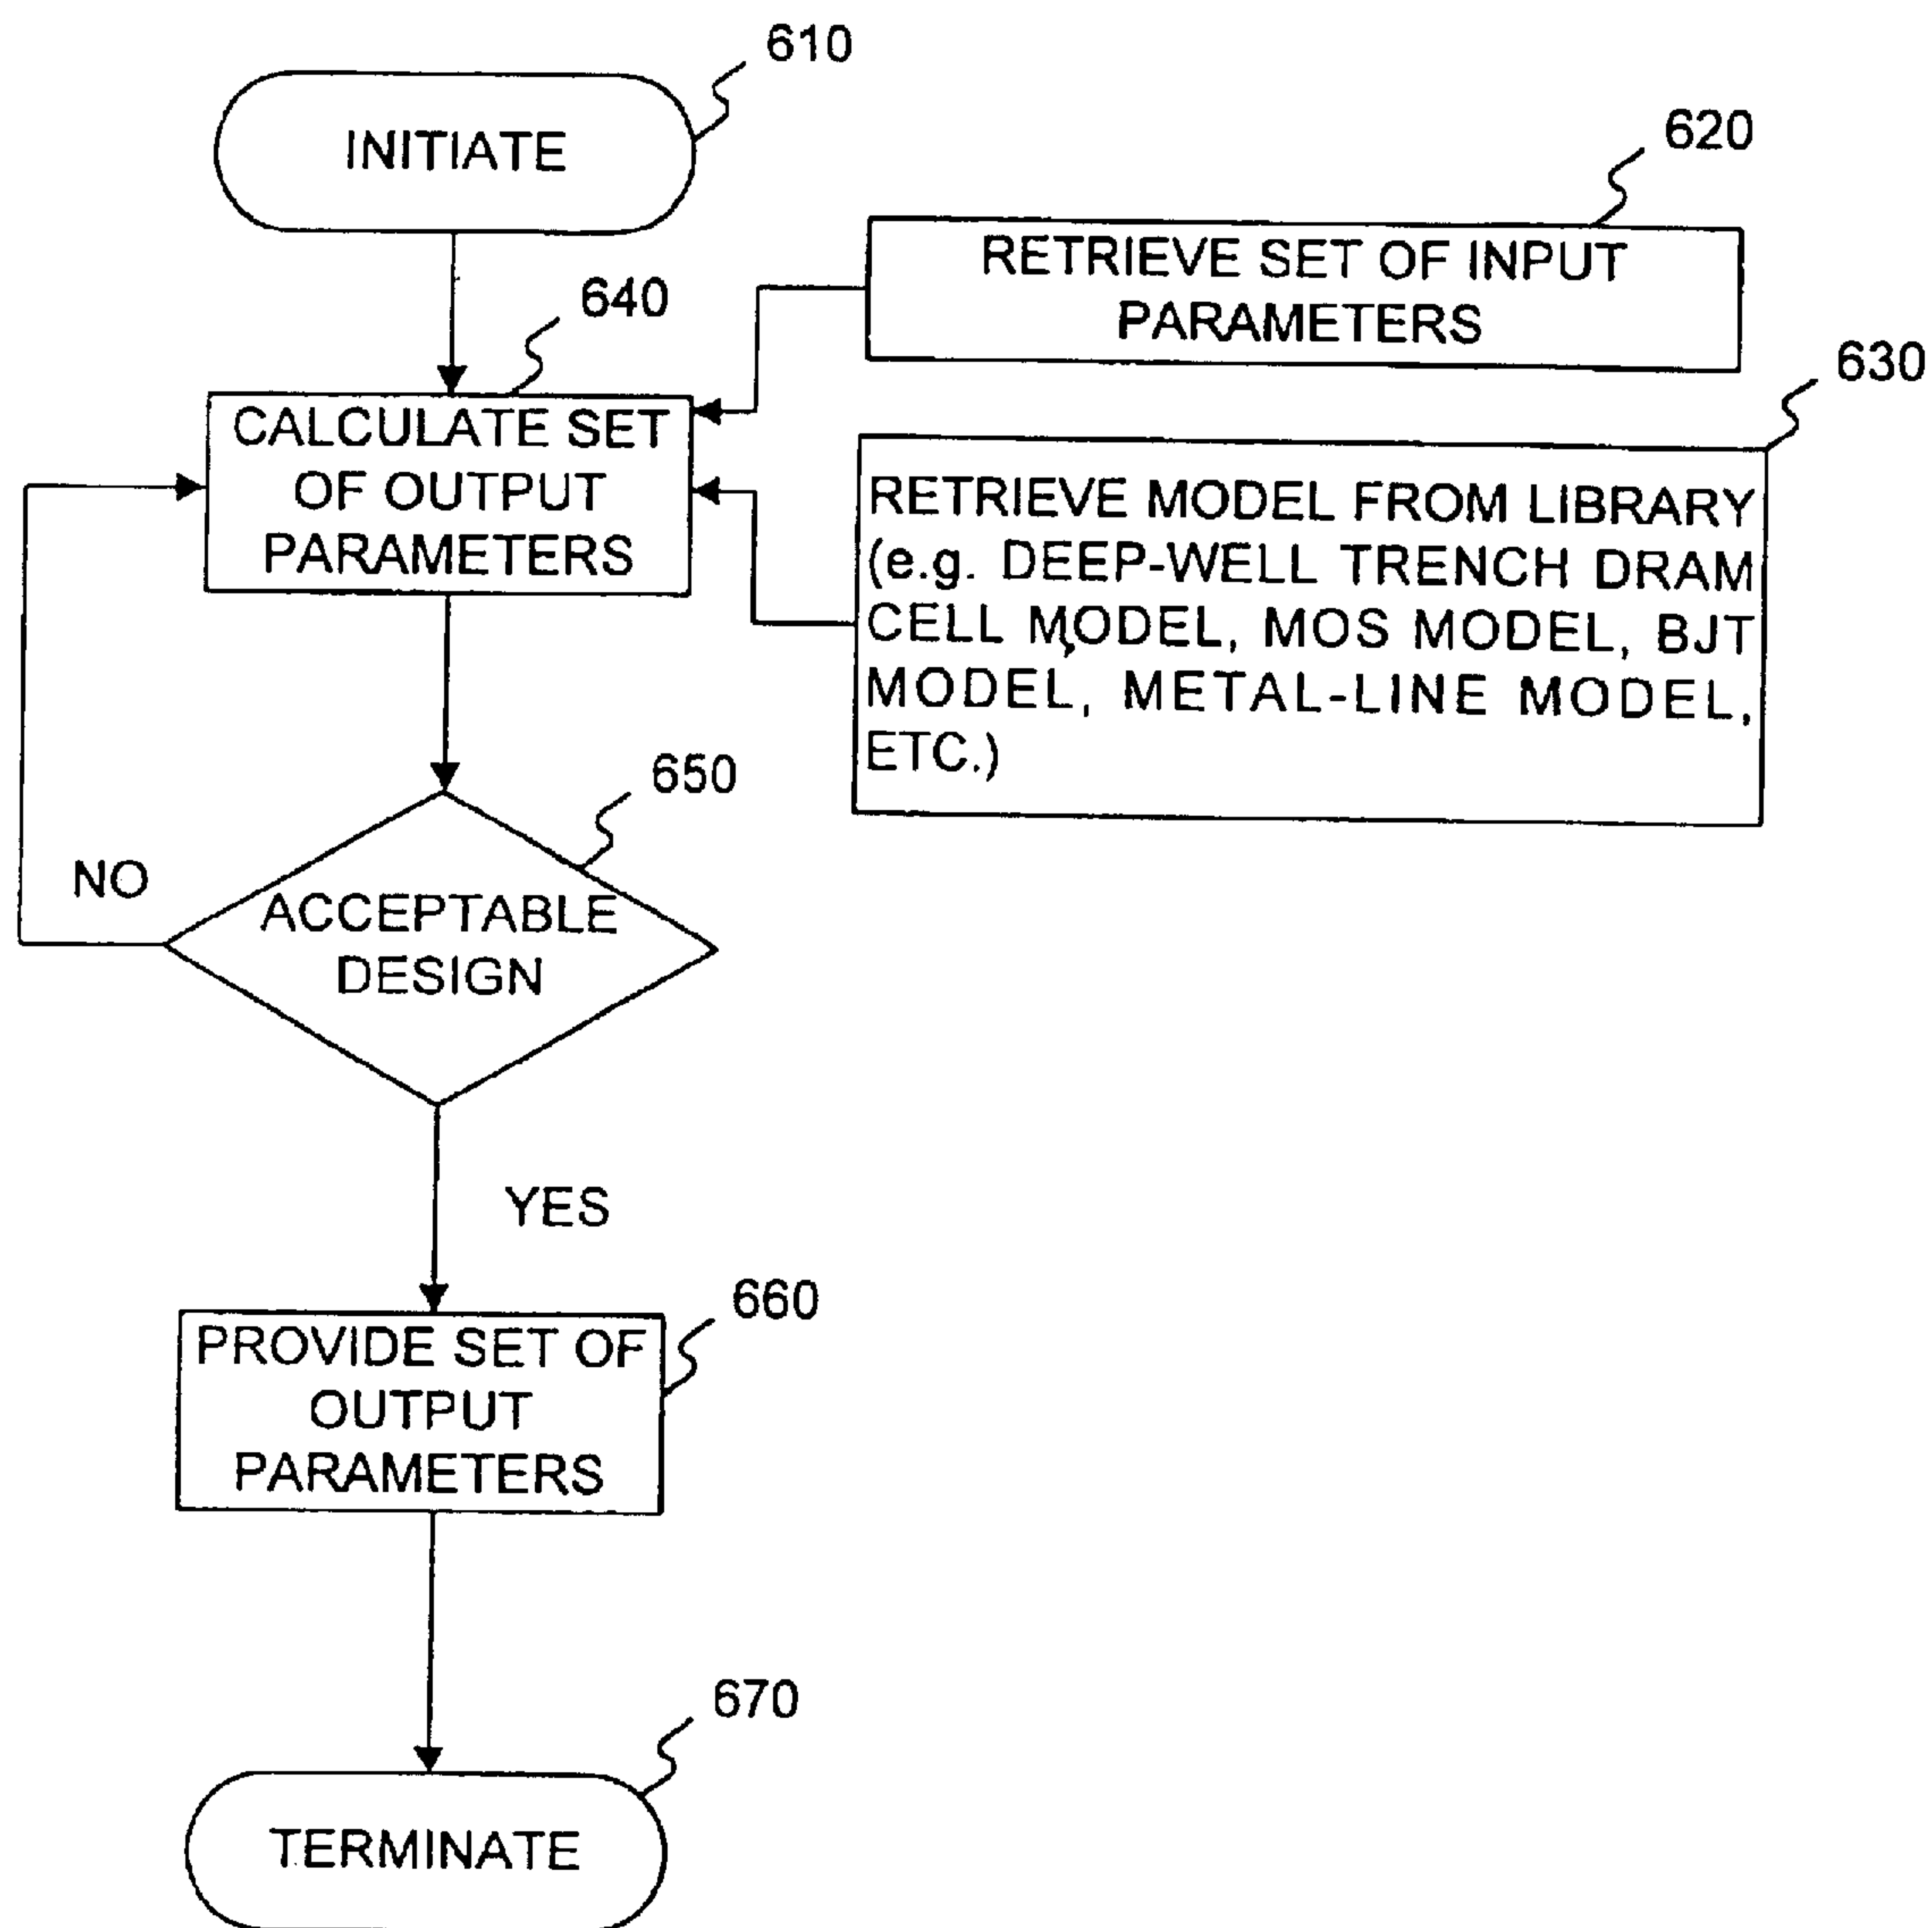 610
INITIATE
620
RETRIEVE SET OF INPUT
PARAMETERS
640
CALCULATE SET
OF OUTPUT
PARAMETERS
630
RETRIEVE MODEL FROM LIBRARY
(e.g. DEEP-WELL TRENCH DRAM
CELL MODEL, MOS MODEL, BJT
MODEL, METAL-LINE MODEL,
ETC.)
650
NO
ACCEPTABLE
DESIGN
YES
660
PROVIDE SET OF
OUTPUT
PARAMETERS
670
TERMINATE